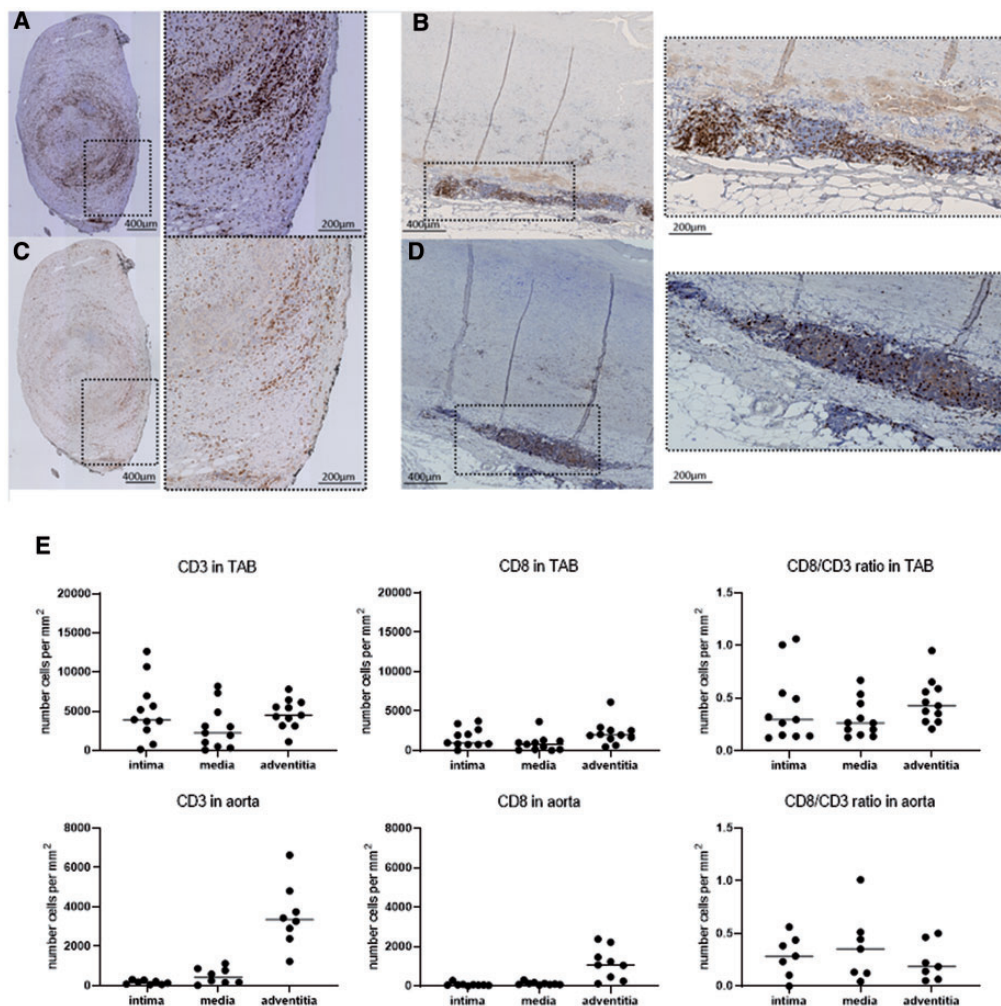 A
B
400µm
200µm
400µm
200µm
C
D
400µm
200µm
400µm
200µm
E
CD3 in TAB
CD8 in TAB
CD8/CD3 ratio in TAB
number cells per mm²
20000
15000
10000
5000
0
intima media adventitia
number cells per mm²
20000
15000
10000
5000
0
intima media adventitia
number cells per mm²
1.5
1.0
0.5
0.0
intima media adventitia
CD3 in aorta
CD8 in aorta
CD8/CD3 ratio in aorta
number cells per mm²
8000
6000
4000
2000
0
intima media adventitia
number cells per mm²
8000
6000
4000
2000
0
intima media adventitia
number cells per mm²
1.5
1.0
0.5
0.0
intima media adventitia